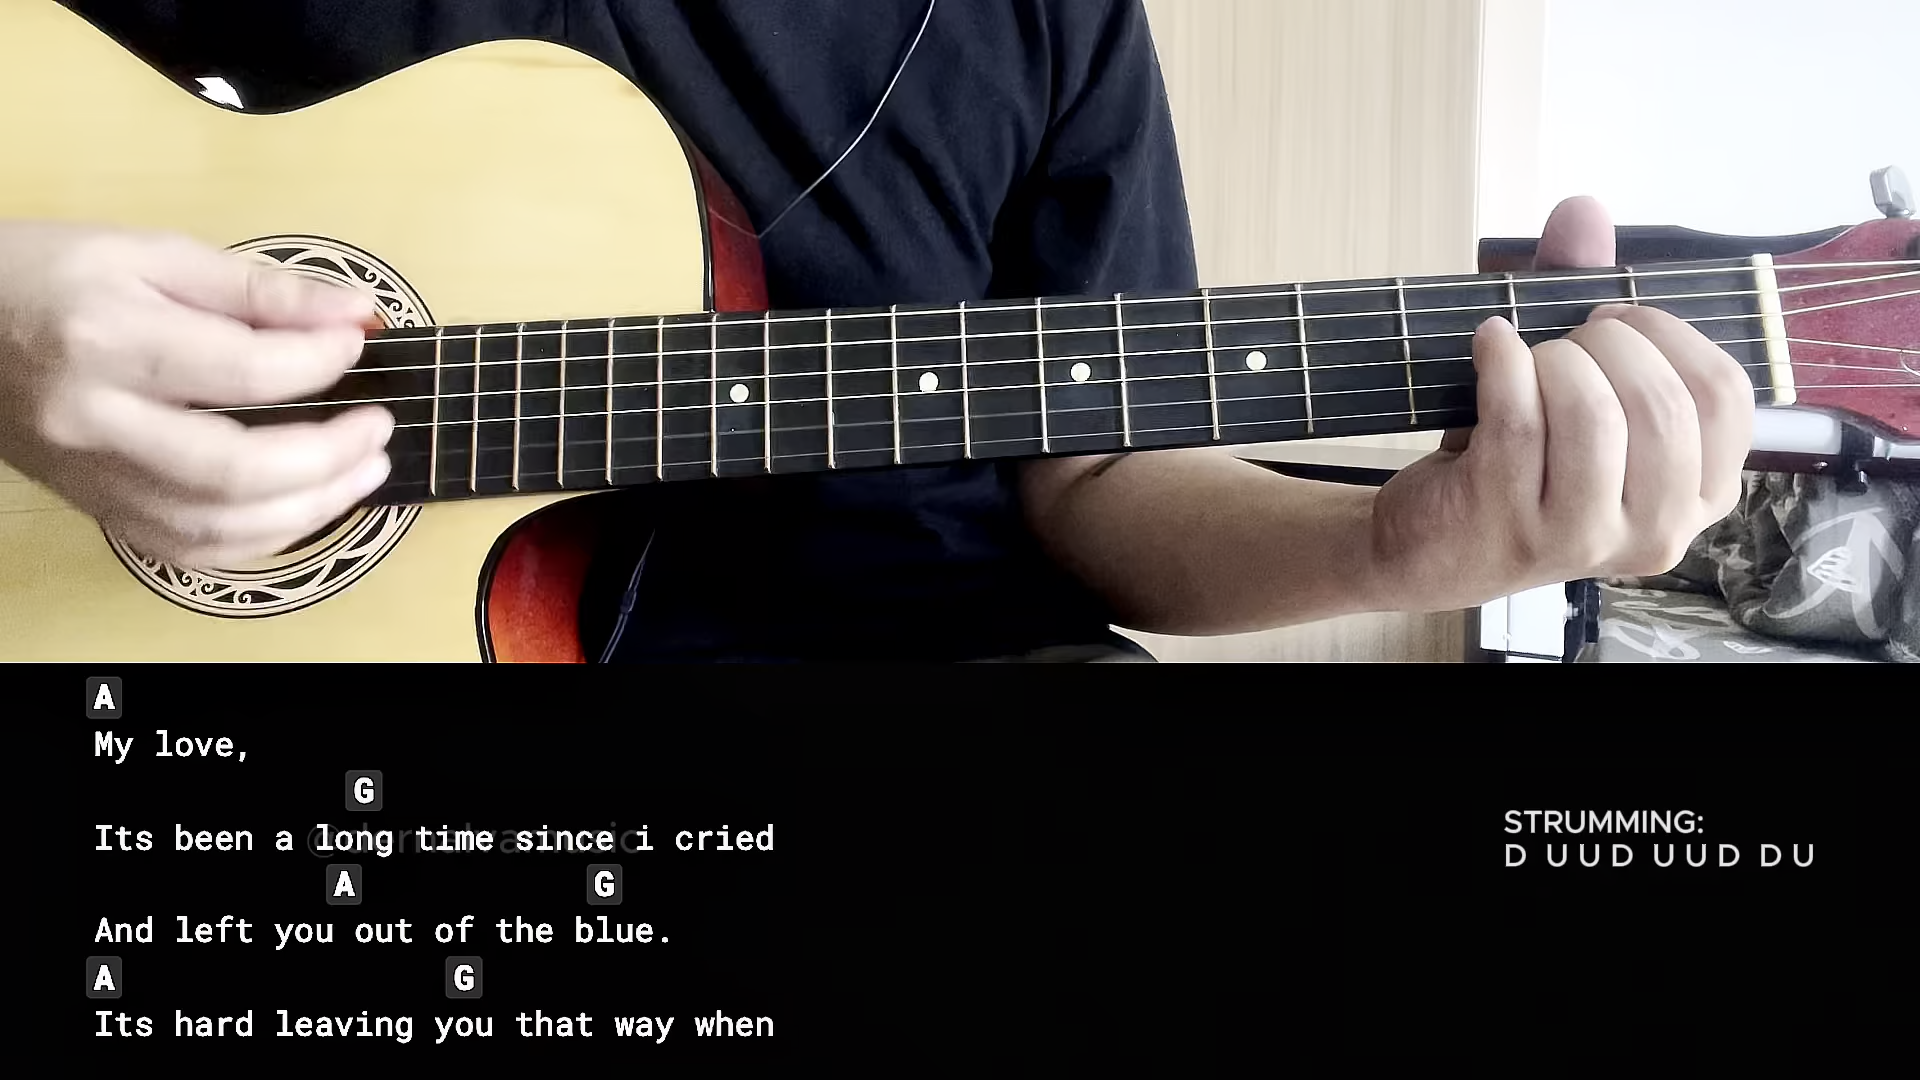 A
My love,
G
Its been a long time since i cried
A G
And left you out of the blue.
A G
Its hard leaving you that way when
STRUMMING:
D UUD UUD DU